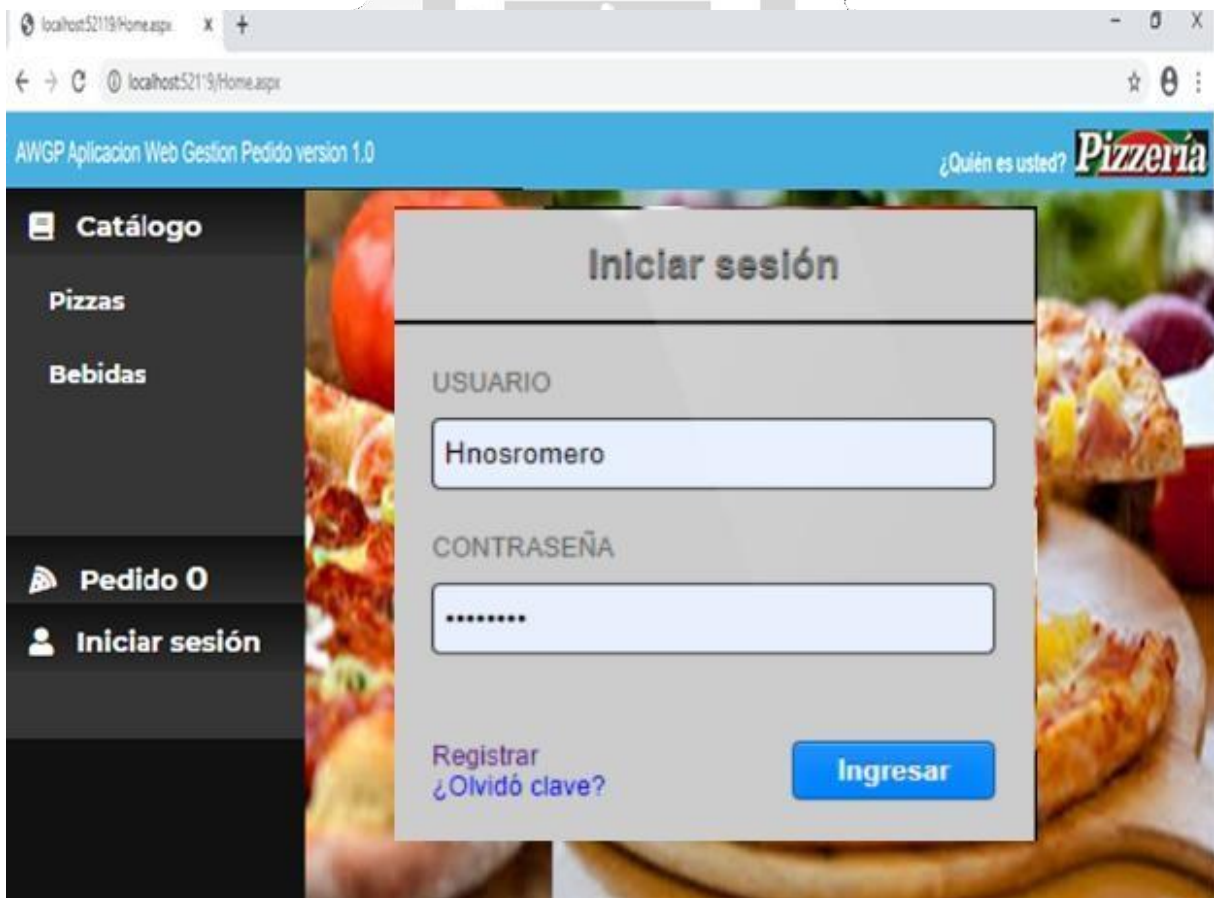 localhost:52119/Home.aspx X +
localhost:52119/Home.aspx
AWGP Aplicacion Web Gestion Pedido version 1.0
¿Quién es usted? Pizzería
Catálogo
Pizzas
Bebidas
Pedido 0
Iniciar sesión
Iniciar sesión
USUARIO
Hnosromero
CONTRASEÑA
••••••••
Registrar
¿Olvidó clave?
Ingresar